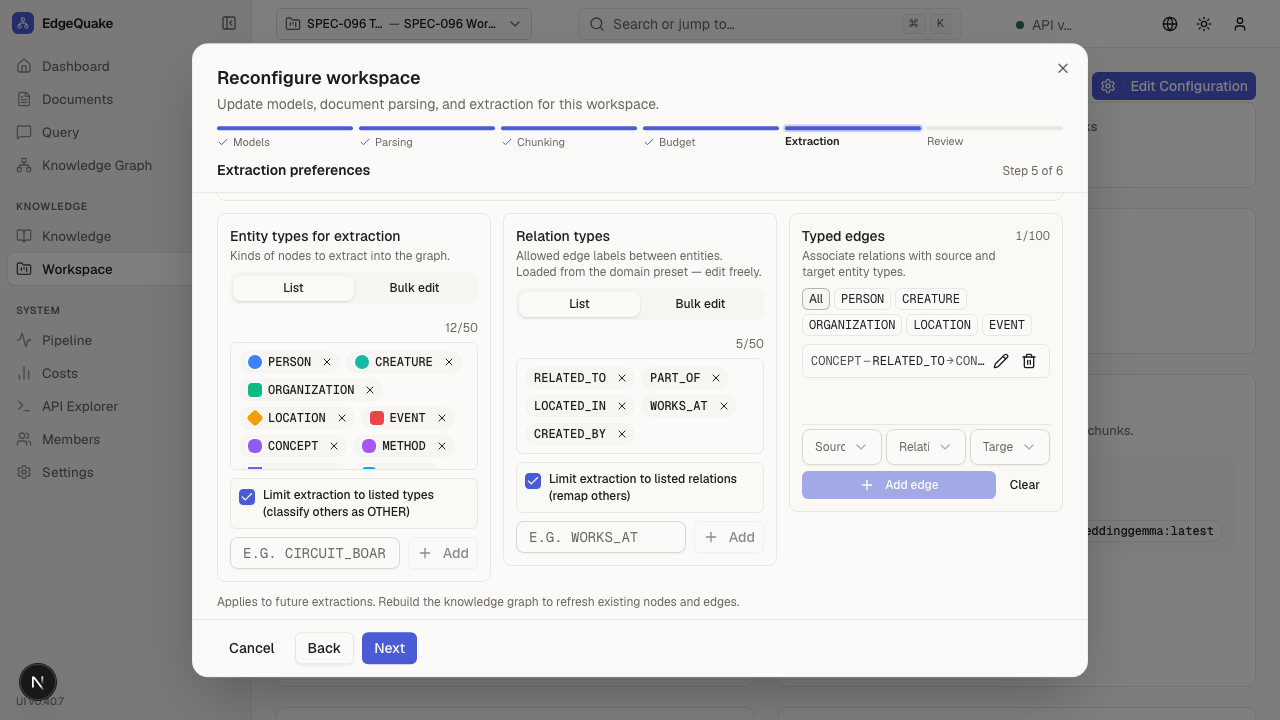 EdgeQuake
SPEC-096 T... — SPEC-096 Wor...
Search or jump to...
⌘ K
API v...
Dashboard
Documents
Query
Knowledge Graph
KNOWLEDGE
Knowledge
Workspace
SYSTEM
Pipeline
Costs
API Explorer
Members
Settings
Edit Configuration
Reconfigure workspace
Update models, document parsing, and extraction for this workspace.
Models
Parsing
Chunking
Budget
Extraction
Review
Extraction preferences
Step 5 of 6
Entity types for extraction
Kinds of nodes to extract into the graph.
List
Bulk edit
12/50
PERSON
CREATURE
ORGANIZATION
LOCATION
EVENT
CONCEPT
METHOD
Limit extraction to listed types
(classify others as OTHER)
E.G. CIRCUIT_BOAR
Add
Relation types
Allowed edge labels between entities.
Loaded from the domain preset — edit freely.
List
Bulk edit
5/50
RELATED_TO
PART_OF
LOCATED_IN
WORKS_AT
CREATED_BY
Limit extraction to listed relations
(remap others)
E.G. WORKS_AT
Add
Typed edges
1/100
Associate relations with source and
target entity types.
All
PERSON
CREATURE
ORGANIZATION
LOCATION
EVENT
CONCEPT—RELATED_TO→CON...
Sourc
Relati
Targe
Add edge
Clear
Applies to future extractions. Rebuild the knowledge graph to refresh existing nodes and edges.
Cancel
Back
Next
chunks.
eddinggemma:latest
N